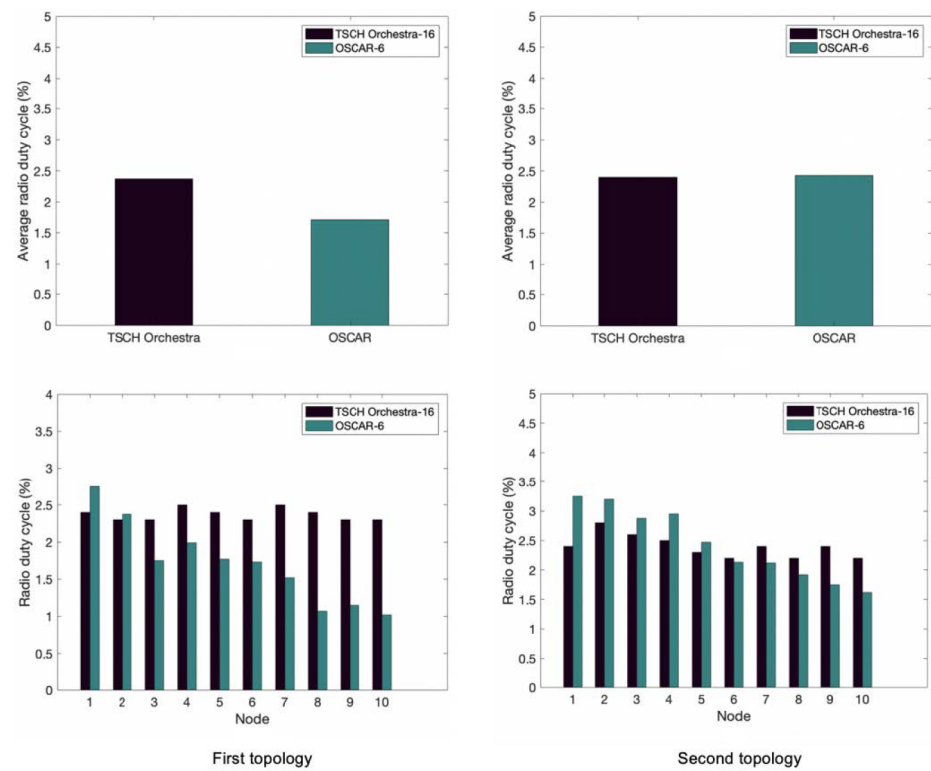 5
4.5
4
3.5
3
2.5
2
1.5
1
0.5
0
Average radio duty cycle (%)
TSCH Orchestra-16
OSCAR-6
TSCH Orchestra OSCAR
5
4.5
4
3.5
3
2.5
2
1.5
1
0.5
0
Average radio duty cycle (%)
TSCH Orchestra-16
OSCAR-6
TSCH Orchestra OSCAR
4
3.5
3
2.5
2
1.5
1
0.5
0
Radio duty cycle (%)
TSCH Orchestra-16
OSCAR-6
1 2 3 4 5 6 7 8 9 10
Node
First topology
5
4.5
4
3.5
3
2.5
2
1.5
1
0.5
0
Radio duty cycle (%)
TSCH Orchestra-16
OSCAR-6
1 2 3 4 5 6 7 8 9 10
Node
Second topology